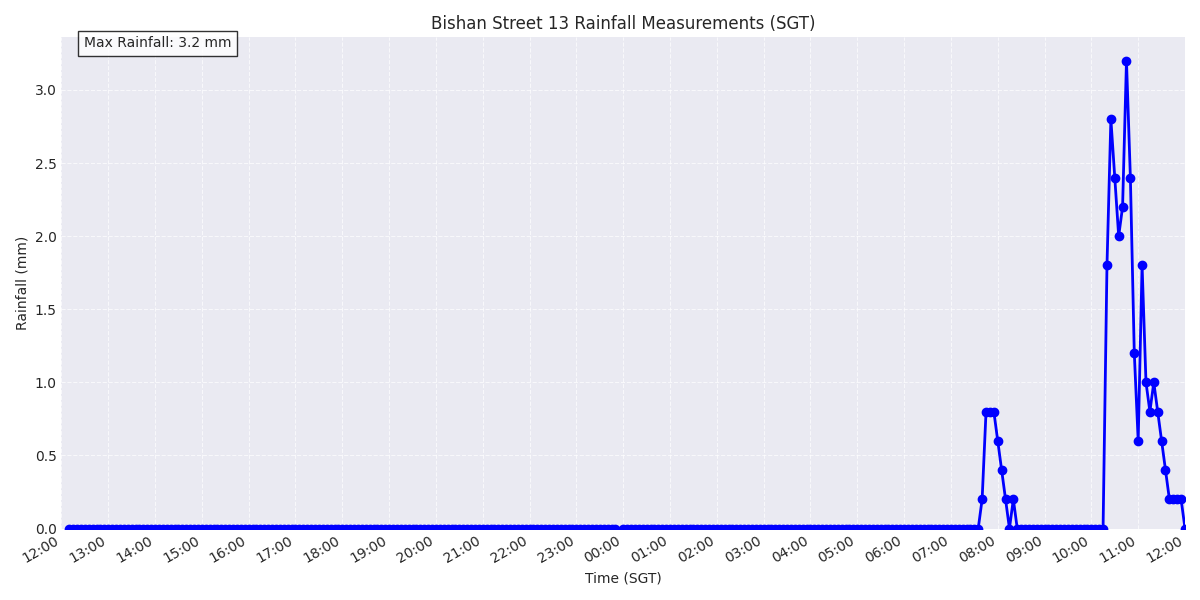 Bishan Street 13 Rainfall Measurements (SGT)
Max Rainfall: 3.2 mm
Rainfall (mm)
3.0
2.5
2.0
1.5
1.0
0.5
0.0
12:00 13:00 14:00 15:00 16:00 17:00 18:00 19:00 20:00 21:00 22:00 23:00 00:00 01:00 02:00 03:00 04:00 05:00 06:00 07:00 08:00 09:00 10:00 11:00 12:00
Time (SGT)